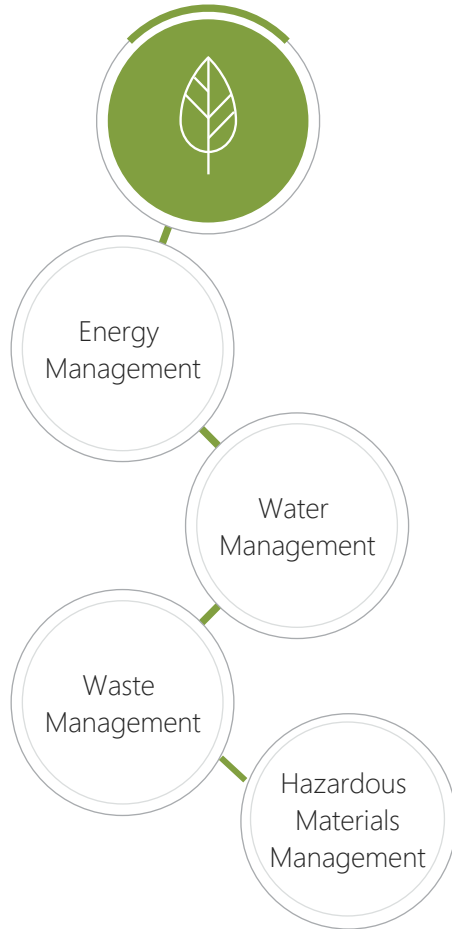 Energy
Management
Water
Management
Waste
Management
Hazardous
Materials
Management